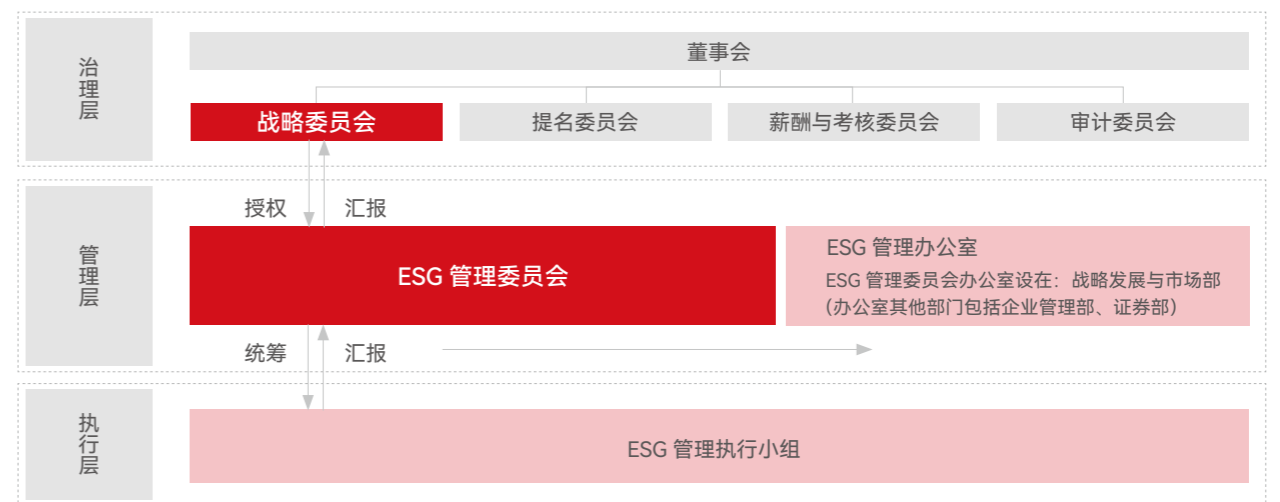 治理层
董事会
战略委员会
提名委员会
薪酬与考核委员会
审计委员会
管理层
授权
汇报
ESG 管理委员会
ESG 管理办公室
ESG 管理委员会办公室设在：战略发展与市场部
(办公室其他部门包括企业管理部、证券部)
统筹
汇报
执行层
ESG 管理执行小组